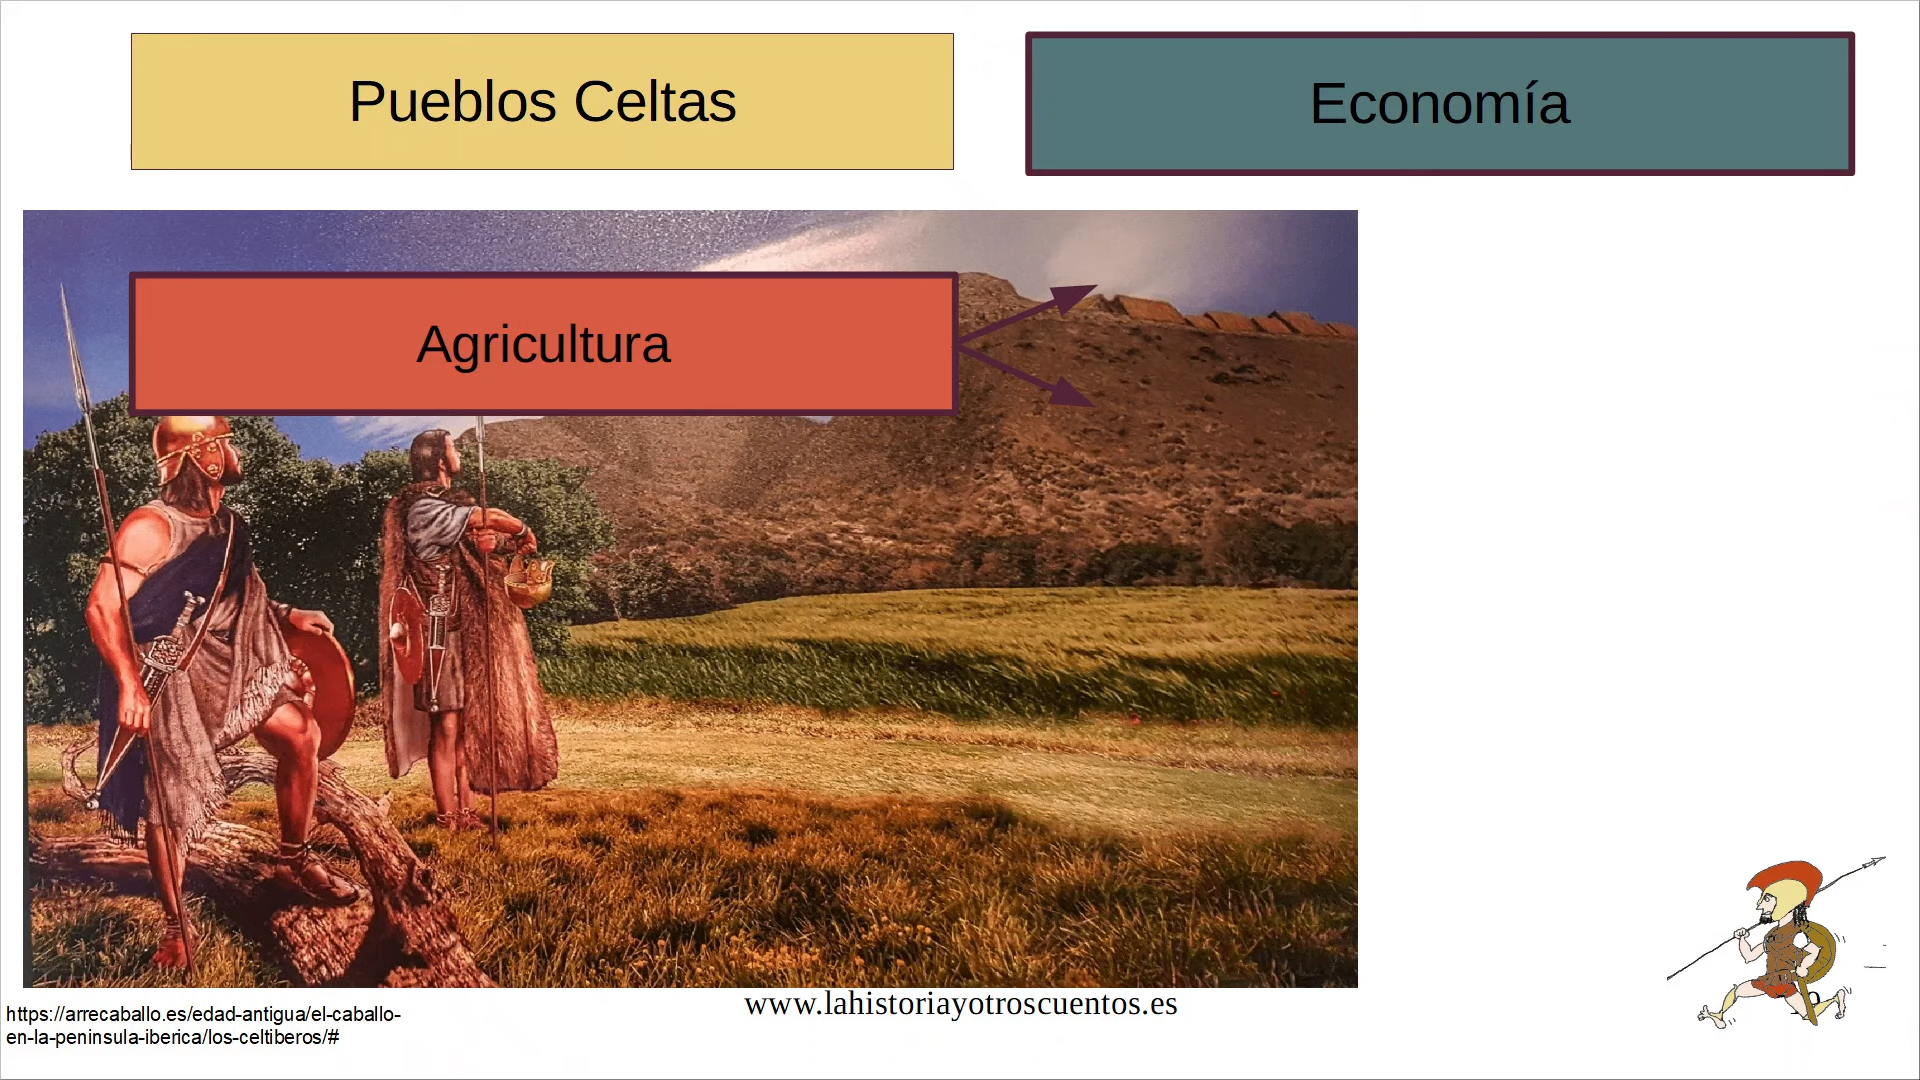 Pueblos Celtas
Economía
Agricultura
www.lahistoriayotroscuentos.es
https://arrecaballo.es/edad-antigua/el-caballo-
en-la-peninsula-iberica/los-celtiberos/#